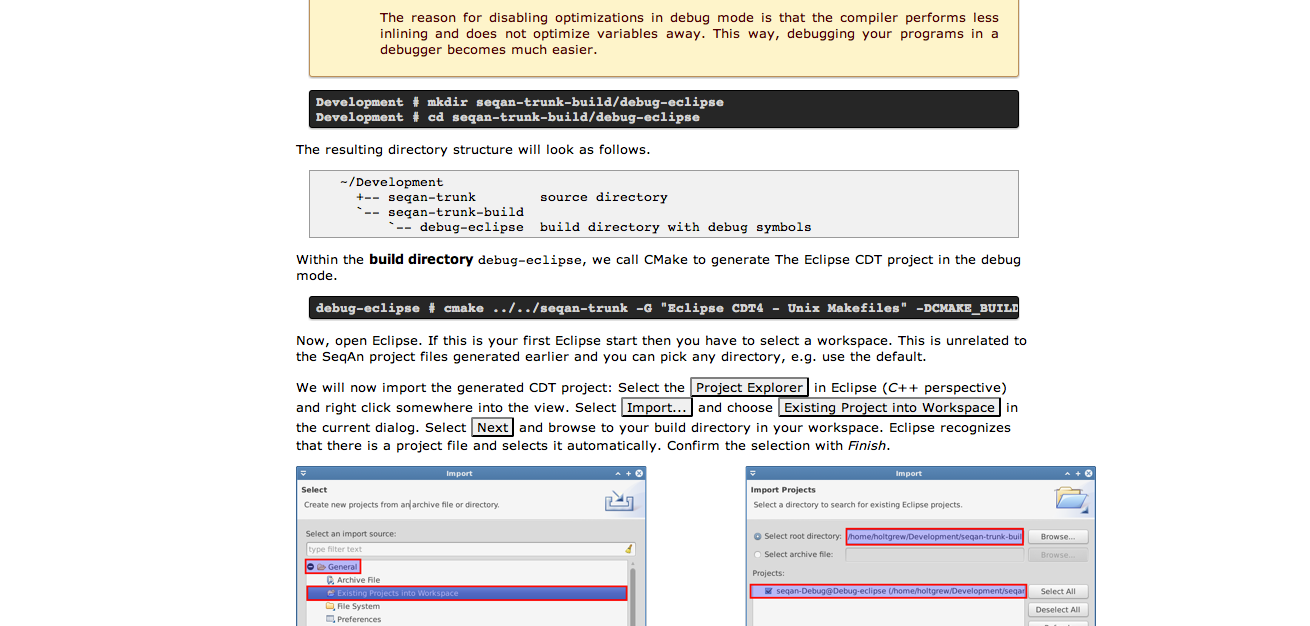 The reason for disabling optimizations in debug mode is that the compiler performs less
inlining and does not optimize variables away. This way, debugging your programs in a
debugger becomes much easier.
Development # mkdir seqan-trunk-build/debug-eclipse
Development # cd seqan-trunk-build/debug-eclipse
The resulting directory structure will look as follows.
~/Development
+-- seqan-trunk        source directory
`-- seqan-trunk-build
`-- debug-eclipse  build directory with debug symbols
Within the build directory debug-eclipse, we call CMake to generate The Eclipse CDT project in the debug
mode.
debug-eclipse # cmake ../../seqan-trunk -G "Eclipse CDT4 - Unix Makefiles" -DCMAKE_BUILD
Now, open Eclipse. If this is your first Eclipse start then you have to select a workspace. This is unrelated to
the SeqAn project files generated earlier and you can pick any directory, e.g. use the default.
We will now import the generated CDT project: Select the Project Explorer in Eclipse (C++ perspective)
and right click somewhere into the view. Select Import... and choose Existing Project into Workspace in
the current dialog. Select Next and browse to your build directory in your workspace. Eclipse recognizes
that there is a project file and selects it automatically. Confirm the selection with Finish.
Import
Select
Create new projects from an archive file or directory.
Select an import source:
type filter text
General
Archive File
Existing Projects into Workspace
File System
Preferences
Import
Import Projects
Select a directory to search for existing Eclipse projects.
Select root directory: /home/holtgrew/Development/seqan-trunk-buil Browse...
Select archive file: Browse...
Projects:
seqan-Debug@Debug-eclipse (/home/holtgrew/Development/seqan Select All
Deselect All